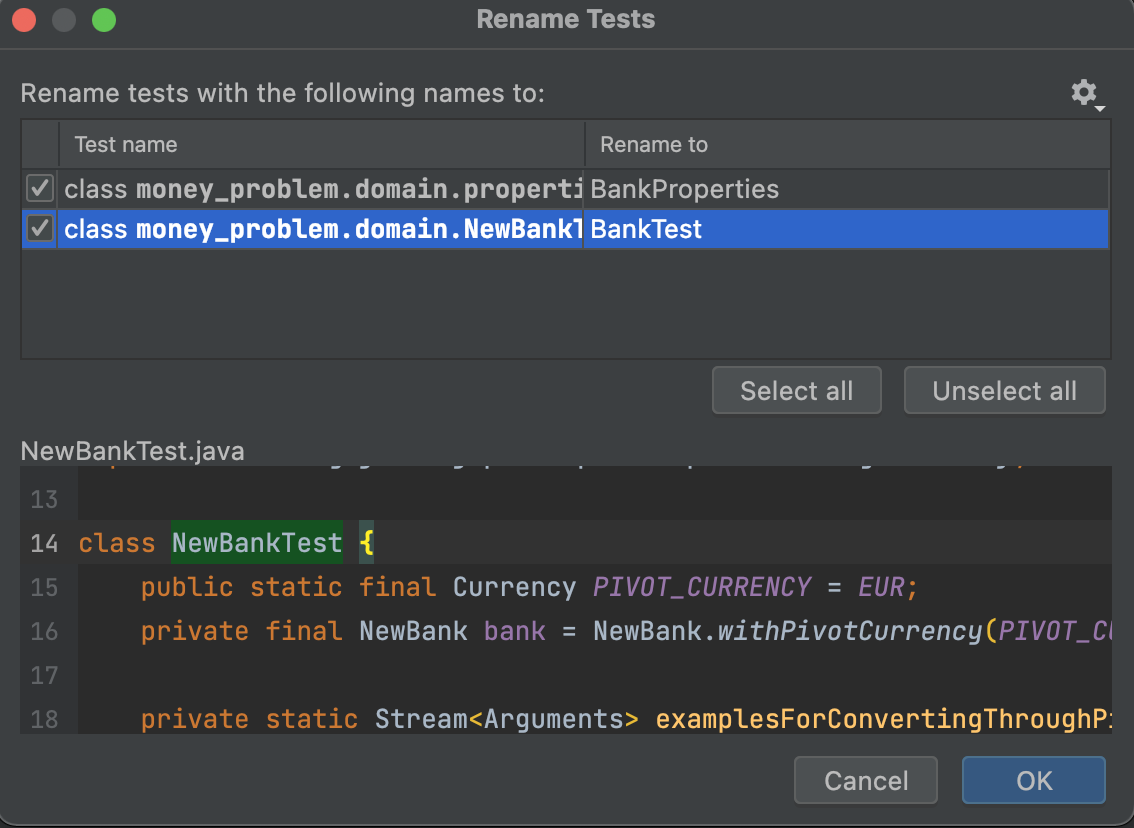 Rename Tests
Rename tests with the following names to:
Test name Rename to
class money_problem.domain.properti BankProperties
class money_problem.domain.NewBankT BankTest
Select all Unselect all
NewBankTest.java
13
14 class NewBankTest {
15 public static final Currency PIVOT_CURRENCY = EUR;
16 private final NewBank bank = NewBank.withPivotCurrency(PIVOT_CU
17
18 private static Stream<Arguments> examplesForConvertingThroughPi
Cancel OK